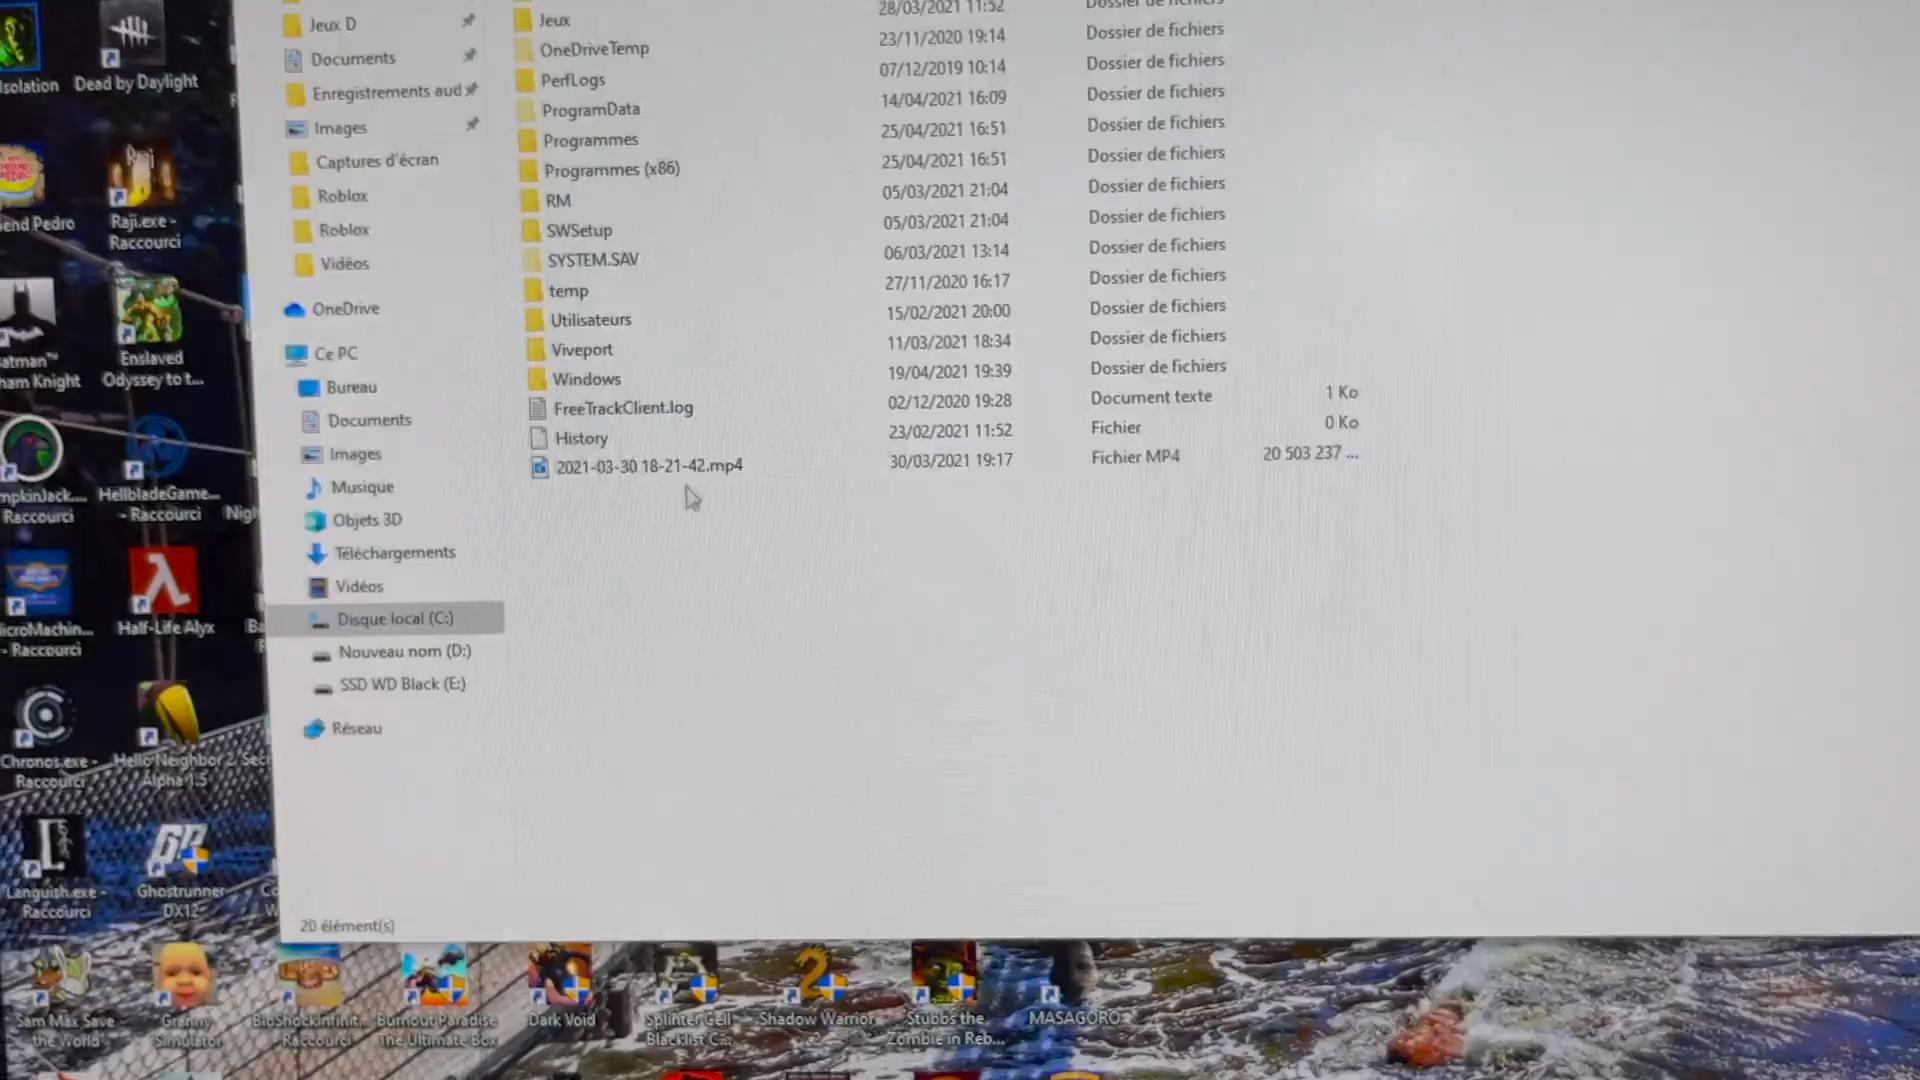 28/03/2021 11:52
Dossier de fichiers
Jeux D
Documents
Enregistrements aud
Images
Captures d'écran
Roblox
Roblox
Vidéos
OneDrive
Ce PC
Bureau
Documents
Images
Musique
Objets 3D
Téléchargements
Vidéos
Disque local (C:)
Nouveau nom (D:)
SSD WD Black (E:)
Réseau
20 élément(s)
Jeux 23/11/2020 19:14 Dossier de fichiers
OneDriveTemp 07/12/2019 10:14 Dossier de fichiers
PerfLogs 14/04/2021 16:09 Dossier de fichiers
ProgramData 25/04/2021 16:51 Dossier de fichiers
Programmes 25/04/2021 16:51 Dossier de fichiers
Programmes (x86) 05/03/2021 21:04 Dossier de fichiers
RM 05/03/2021 21:04 Dossier de fichiers
SWSetup 06/03/2021 13:14 Dossier de fichiers
SYSTEM.SAV 27/11/2020 16:17 Dossier de fichiers
temp 15/02/2021 20:00 Dossier de fichiers
Utilisateurs 11/03/2021 18:34 Dossier de fichiers
Viveport 19/04/2021 19:39 Dossier de fichiers
Windows
FreeTrackClient.log 02/12/2020 19:28 Document texte 1 Ko
History 23/02/2021 11:52 Fichier 0 Ko
2021-03-30 18-21-42.mp4 30/03/2021 19:17 Fichier MP4 20 503 237 ...
Isolation
Dead by Daylight
end Pedro
Raji.exe -
Raccourci
atman™
ham Knight
Enslaved
Odyssey to t...
mpkinJack....
Raccourci
HellbladeGame...
- Raccourci
Nigh
icroMachin...
- Raccourci
Half-Life Alyx
Chronos.exe -
Raccourci
Hello Neighbor 2
Alpha 1.5
Sec
Languish.exe -
Raccourci
Ghostrunner
DX12
Sam Max Save
the World
Granny
Simulator
BioShockInfinit...
Raccourci
Burnout Paradise
The Ultimate Box
Dark Void
Splinter Cell
Blacklist C...
Shadow Warrior
Stubbs the
Zombie in Reb...
MASAGORO